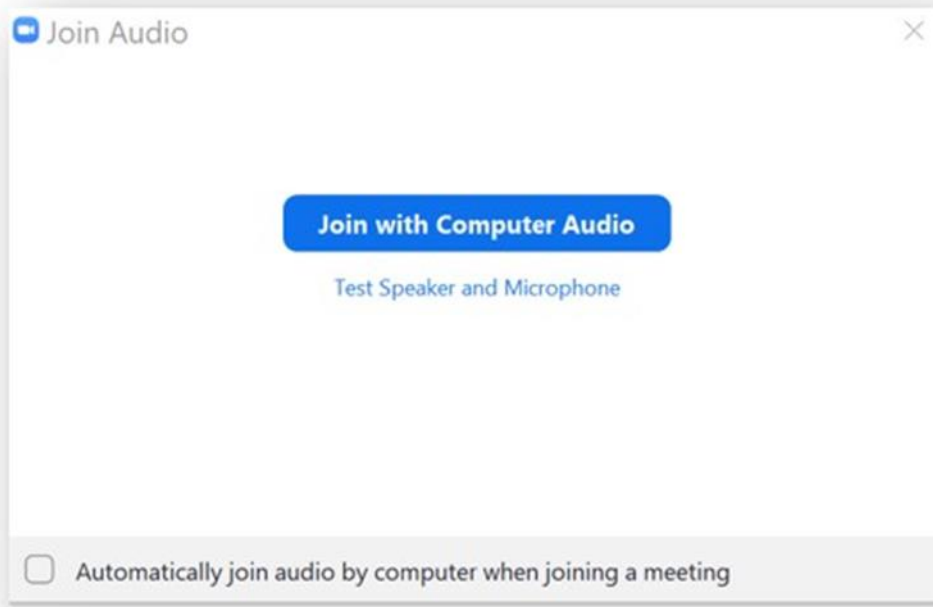 Join Audio
Join with Computer Audio
Test Speaker and Microphone
Automatically join audio by computer when joining a meeting